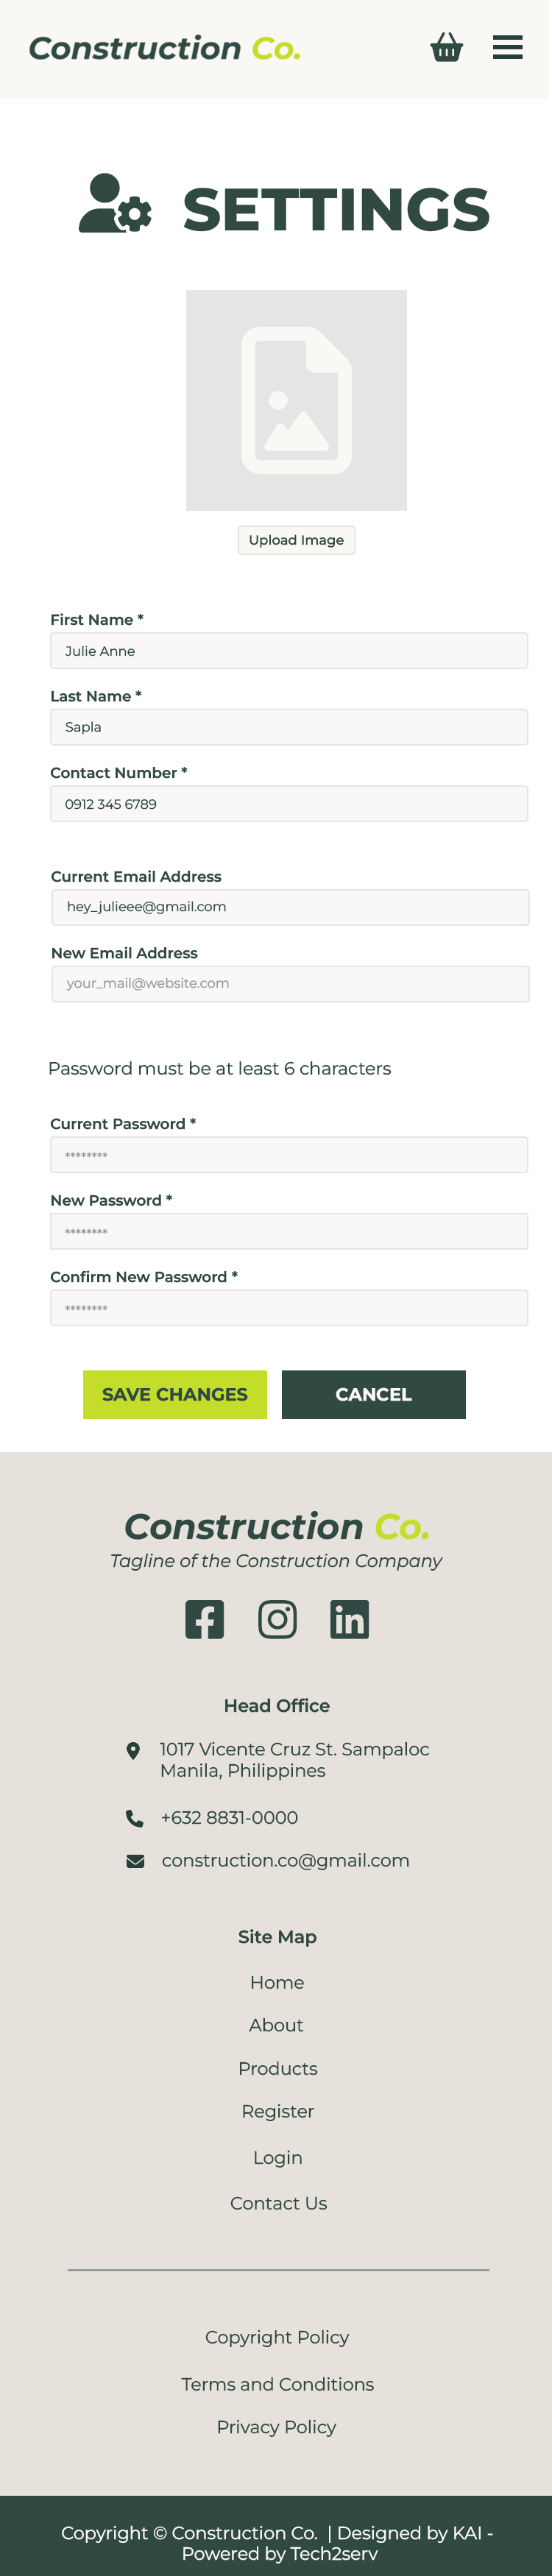 Construction Co.
SETTINGS
Upload Image
First Name *
Julie Anne
Last Name *
Sapla
Contact Number *
0912 345 6789
Current Email Address
hey_julieee@gmail.com
New Email Address
your_mail@website.com
Password must be at least 6 characters
Current Password *
********
New Password *
********
Confirm New Password *
********
SAVE CHANGES
CANCEL
Construction Co.
Tagline of the Construction Company
Head Office
1017 Vicente Cruz St. Sampaloc
Manila, Philippines
+632 8831-0000
construction.co@gmail.com
Site Map
Home
About
Products
Register
Login
Contact Us
Copyright Policy
Terms and Conditions
Privacy Policy
Copyright © Construction Co. | Designed by KAI -
Powered by Tech2serv